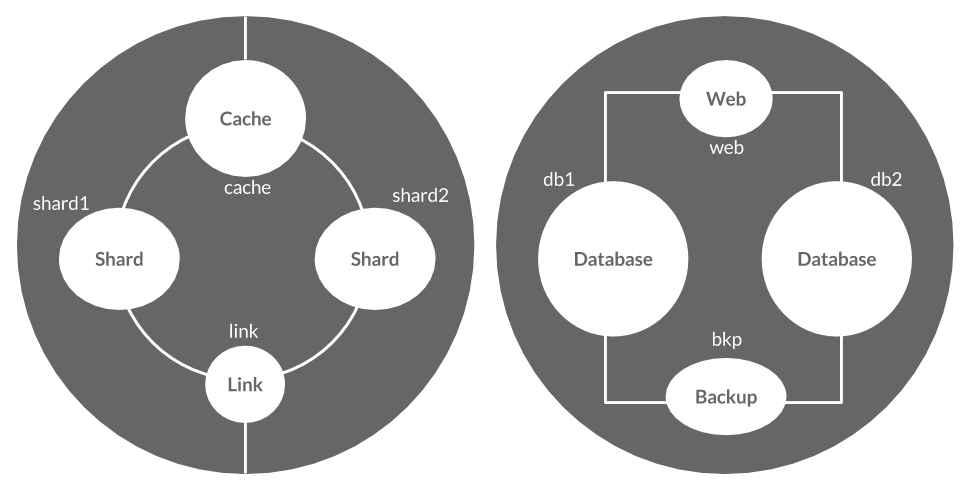 Cache
cache
shard1
shard2
Shard
Shard
link
Link
Web
web
db1
db2
Database
Database
bkp
Backup